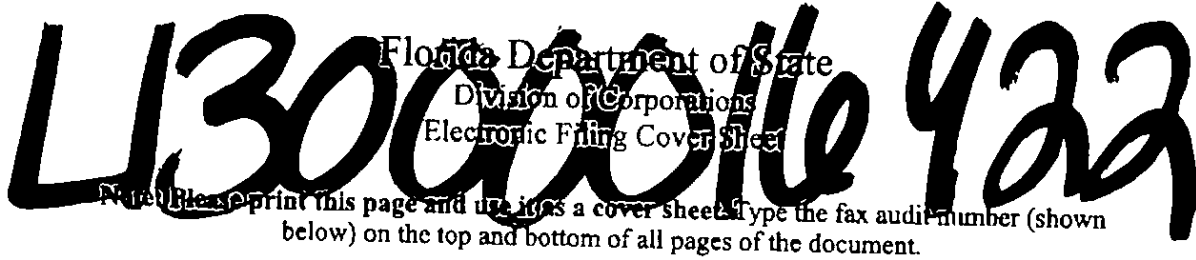 L13000016422
Florida Department of State
Division of Corporations
Electronic Filing Cover Sheet
Note: Please print this page and use it as a cover sheet. Type the fax audit number (shown
below) on the top and bottom of all pages of the document.